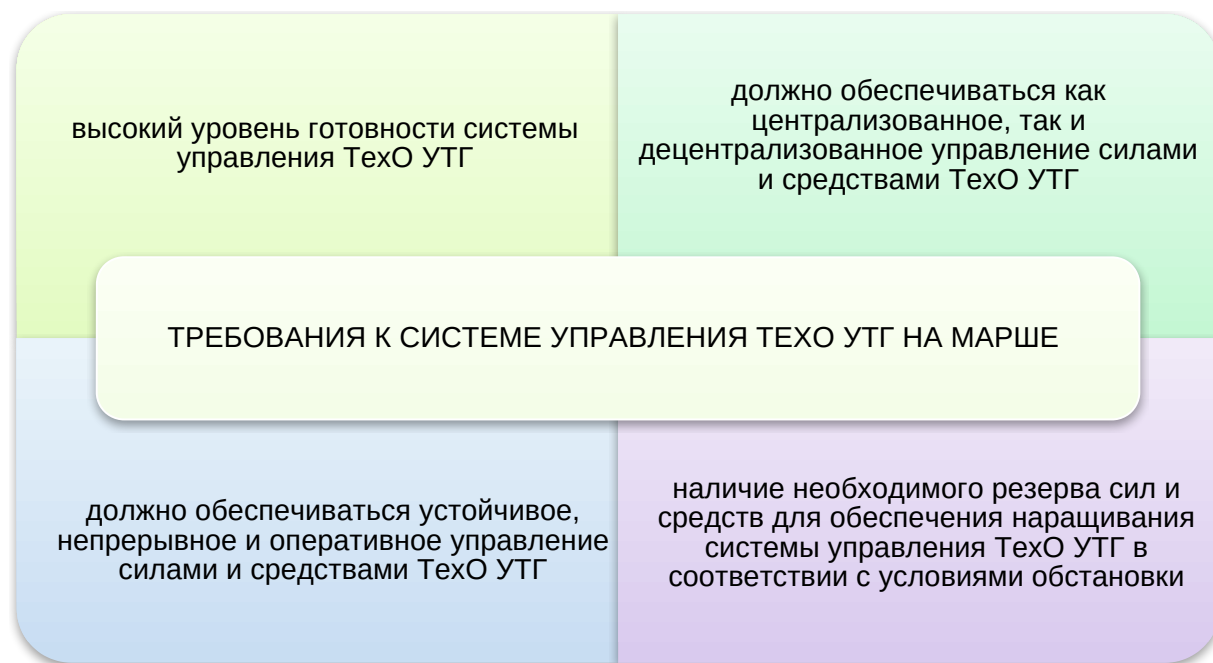 высокий уровень готовности системы
управления ТехО УТГ
должно обеспечиваться как
централизованное, так и
децентрализованное управление силами
и средствами ТехО УТГ
ТРЕБОВАНИЯ К СИСТЕМЕ УПРАВЛЕНИЯ ТЕХО УТГ НА МАРШЕ
должно обеспечиваться устойчивое,
непрерывное и оперативное управление
силами и средствами ТехО УТГ
наличие необходимого резерва сил и
средств для обеспечения наращивания
системы управления ТехО УТГ в
соответствии с условиями обстановки